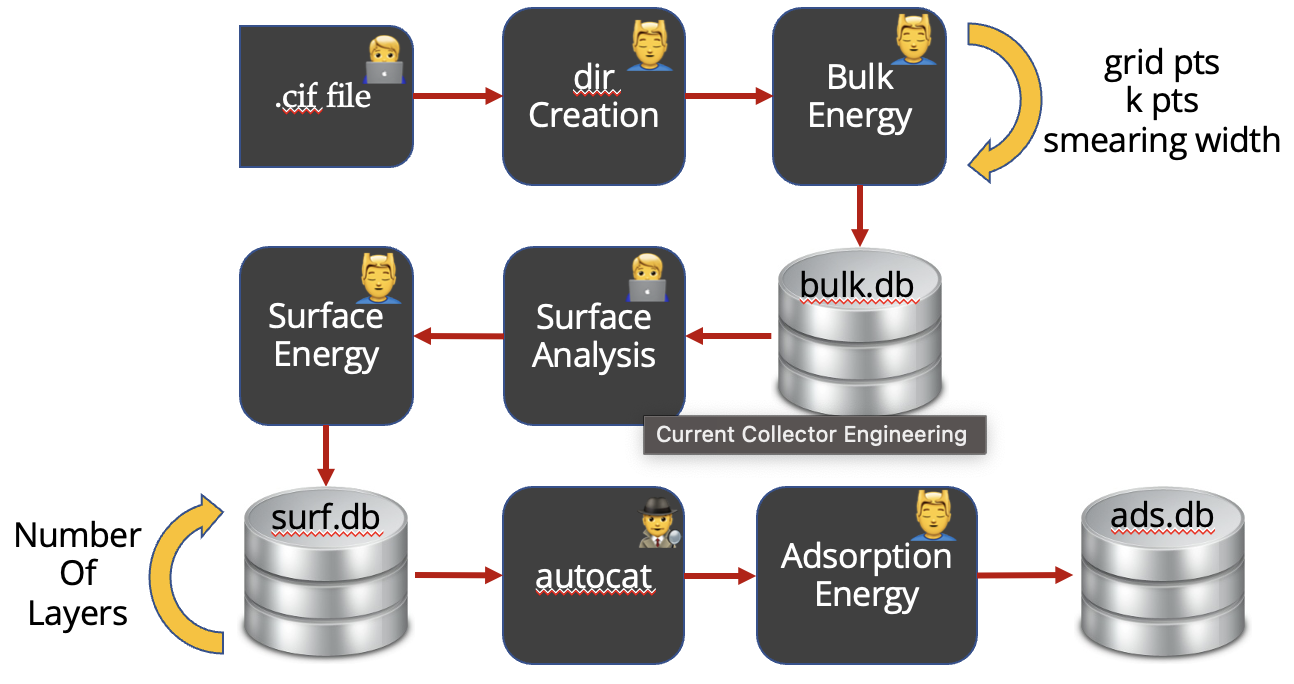 .cif file
dir
Creation
Bulk
Energy
grid pts
k pts
smearing width
Surface
Energy
Surface
Analysis
bulk.db
Current Collector Engineering
Number
Of
Layers
surf.db
autocat
Adsorption
Energy
ads.db